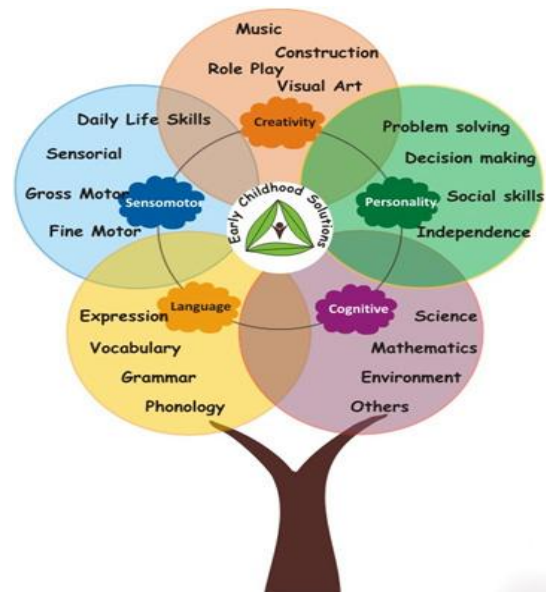 Music
Construction
Role Play
Visual Art
Creativity
Daily Life Skills
Sensorial
Gross Motor
Fine Motor
Sensomotor
Problem solving
Decision making
Social skills
Independence
Personality
Early Childhood Solutions
Language
Expression
Vocabulary
Grammar
Phonology
Cognitive
Science
Mathematics
Environment
Others